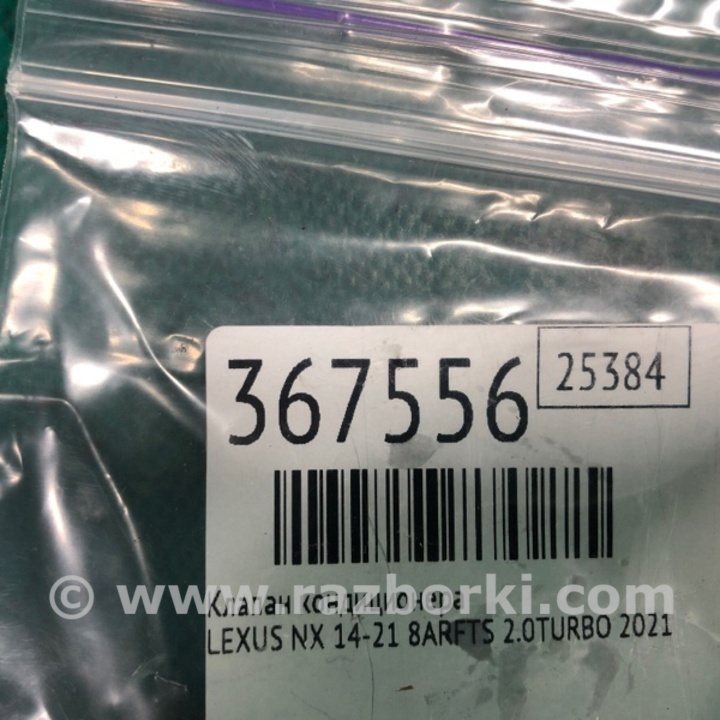 367556
25384
Клапан кондиционера
© www.razborki.com
LEXUS NX 14-21 8ARFTS 2.0TURBO 2021